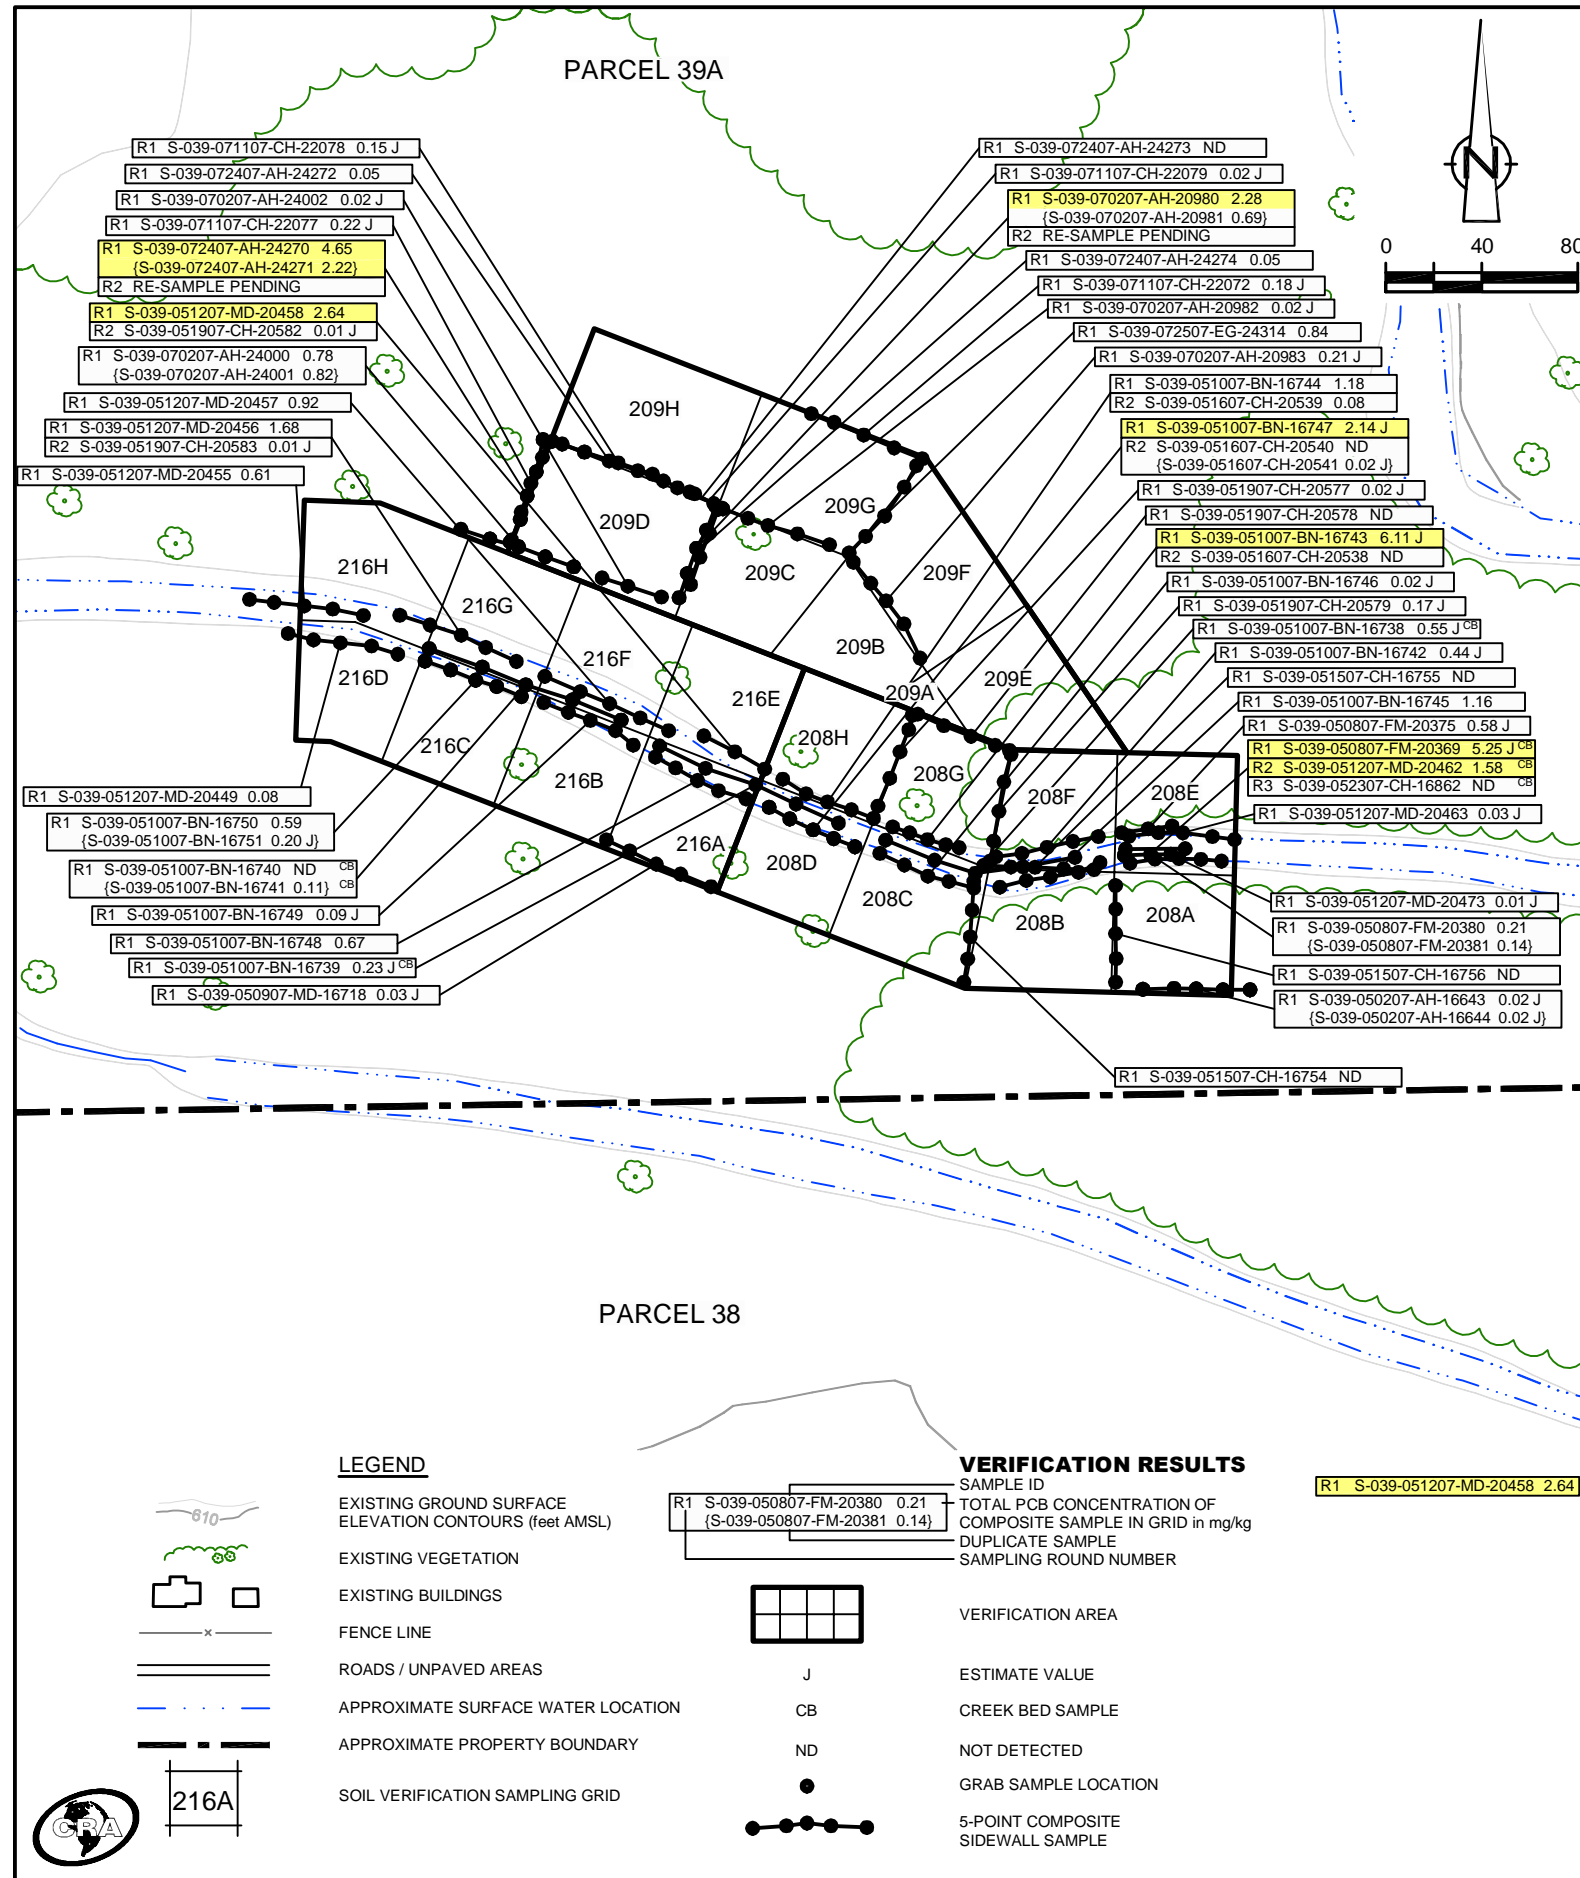 PARCEL 39A
R1 S-039-071107-CH-22078 0.15 J
R1 S-039-072407-AH-24272 0.05
R1 S-039-070207-AH-24002 0.02 J
R1 S-039-071107-CH-22077 0.22 J
R1 S-039-072407-AH-24270 4.65
{S-039-072407-AH-24271 2.22}
R2 RE-SAMPLE PENDING
R1 S-039-051207-MD-20458 2.64
R2 S-039-051907-CH-20582 0.01 J
R1 S-039-070207-AH-24000 0.78
{S-039-070207-AH-24001 0.82}
R1 S-039-051207-MD-20457 0.92
R1 S-039-051207-MD-20456 1.68
R2 S-039-051907-CH-20583 0.01 J
R1 S-039-051207-MD-20455 0.61
R1 S-039-072407-AH-24273 ND
R1 S-039-071107-CH-22079 0.02 J
R1 S-039-070207-AH-20980 2.28
{S-039-070207-AH-20981 0.69}
R2 RE-SAMPLE PENDING
R1 S-039-072407-AH-24274 0.05
R1 S-039-071107-CH-22072 0.18 J
R1 S-039-070207-AH-20982 0.02 J
R1 S-039-072507-EG-24314 0.84
R1 S-039-070207-AH-20983 0.21 J
R1 S-039-051007-BN-16744 1.18
R2 S-039-051607-CH-20539 0.08
R1 S-039-051007-BN-16747 2.14 J
R2 S-039-051607-CH-20540 ND
{S-039-051607-CH-20541 0.02 J}
R1 S-039-051907-CH-20577 0.02 J
R1 S-039-051907-CH-20578 ND
R1 S-039-051007-BN-16743 6.11 J
R2 S-039-051607-CH-20538 ND
R1 S-039-051007-BN-16746 0.02 J
R1 S-039-051907-CH-20579 0.17 J
R1 S-039-051007-BN-16738 0.55 J CB
R1 S-039-051007-BN-16742 0.44 J
R1 S-039-051507-CH-16755 ND
R1 S-039-051007-BN-16745 1.16
R1 S-039-050807-FM-20375 0.58 J
R1 S-039-050807-FM-20369 5.25 J CB
R2 S-039-051207-MD-20462 1.58 CB
R3 S-039-052307-CH-16862 ND CB
R1 S-039-051207-MD-20463 0.03 J
R1 S-039-051207-MD-20473 0.01 J
R1 S-039-050807-FM-20380 0.21
{S-039-050807-FM-20381 0.14}
R1 S-039-051507-CH-16756 ND
R1 S-039-050207-AH-16643 0.02 J
{S-039-050207-AH-16644 0.02 J}
R1 S-039-051507-CH-16754 ND
N
0 40 80
209H
209D
209G
209C
209F
209B
209E
209A
216H
216G
216F
216E
216D
216C
216B
216A
208H
208G
208F
208E
208D
208C
208B
208A
R1 S-039-051207-MD-20449 0.08
R1 S-039-051007-BN-16750 0.59
{S-039-051007-BN-16751 0.20 J}
R1 S-039-051007-BN-16740 ND CB
{S-039-051007-BN-16741 0.11} CB
R1 S-039-051007-BN-16749 0.09 J
R1 S-039-051007-BN-16748 0.67
R1 S-039-051007-BN-16739 0.23 J CB
R1 S-039-050907-MD-16718 0.03 J
PARCEL 38
LEGEND
610
EXISTING GROUND SURFACE
ELEVATION CONTOURS (feet AMSL)
EXISTING VEGETATION
EXISTING BUILDINGS
x
FENCE LINE
ROADS / UNPAVED AREAS
APPROXIMATE SURFACE WATER LOCATION
APPROXIMATE PROPERTY BOUNDARY
216A
SOIL VERIFICATION SAMPLING GRID
CRA
VERIFICATION RESULTS
R1 S-039-050807-FM-20380 0.21
{S-039-050807-FM-20381 0.14}
SAMPLE ID
TOTAL PCB CONCENTRATION OF
COMPOSITE SAMPLE IN GRID in mg/kg
DUPLICATE SAMPLE
SAMPLING ROUND NUMBER
R1 S-039-051207-MD-20458 2.64
VERIFICATION AREA
J
ESTIMATE VALUE
CB
CREEK BED SAMPLE
ND
NOT DETECTED
GRAB SAMPLE LOCATION
5-POINT COMPOSITE
SIDEWALL SAMPLE